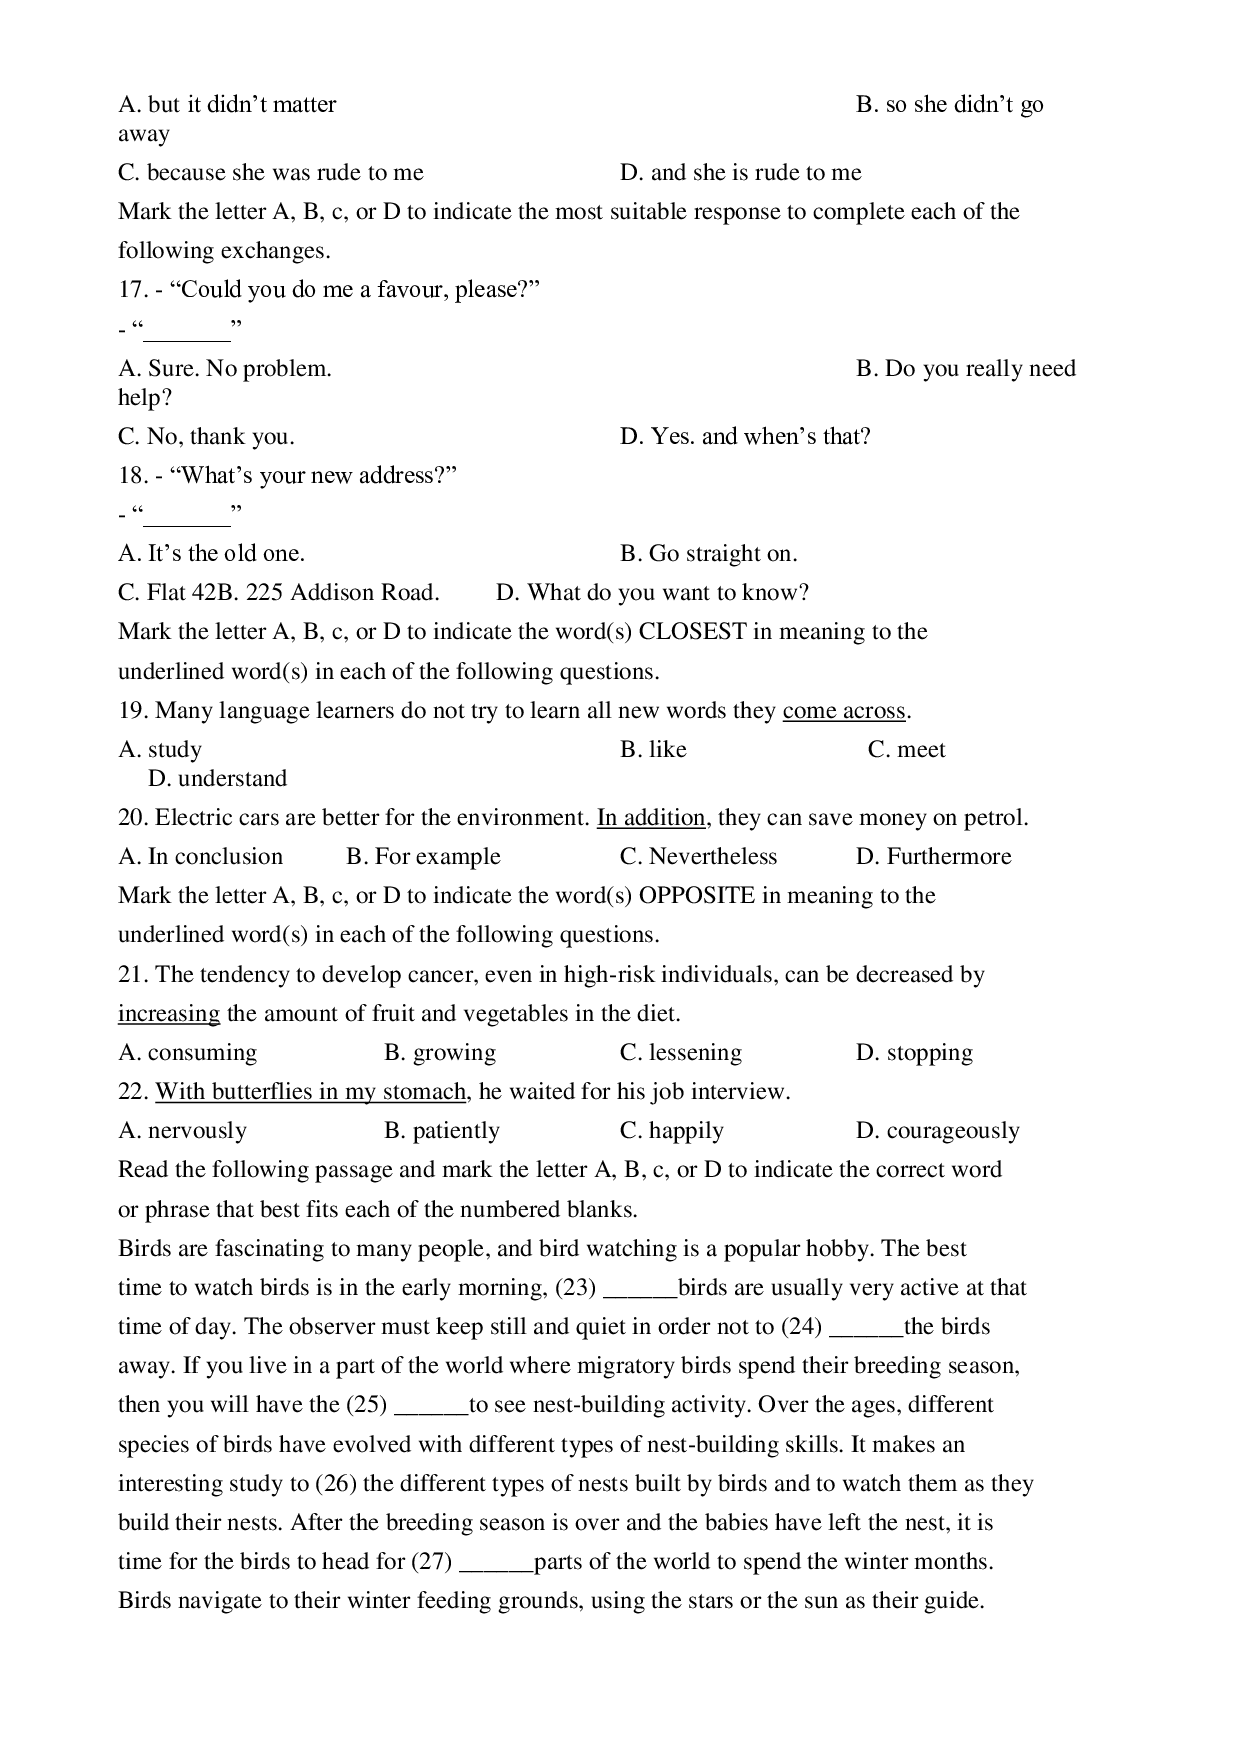 A. but it didn’t matter B. so she didn’t go
away
C. because she was rude to me D. and she is rude to me
Mark the letter A, B, c, or D to indicate the most suitable response to complete each of the
following exchanges.
17. - “Could you do me a favour, please?”
- “_______”
A. Sure. No problem. B. Do you really need
help?
C. No, thank you. D. Yes. and when’s that?
18. - “What’s your new address?”
- “_______”
A. It’s the old one. B. Go straight on.
C. Flat 42B. 225 Addison Road. D. What do you want to know?
Mark the letter A, B, c, or D to indicate the word(s) CLOSEST in meaning to the
underlined word(s) in each of the following questions.
19. Many language learners do not try to learn all new words they come across.
A. study B. like C. meet
D. understand
20. Electric cars are better for the environment. In addition, they can save money on petrol.
A. In conclusion B. For example C. Nevertheless D. Furthermore
Mark the letter A, B, c, or D to indicate the word(s) OPPOSITE in meaning to the
underlined word(s) in each of the following questions.
21. The tendency to develop cancer, even in high-risk individuals, can be decreased by
increasing the amount of fruit and vegetables in the diet.
A. consuming B. growing C. lessening D. stopping
22. With butterflies in my stomach, he waited for his job interview.
A. nervously B. patiently C. happily D. courageously
Read the following passage and mark the letter A, B, c, or D to indicate the correct word
or phrase that best fits each of the numbered blanks.
Birds are fascinating to many people, and bird watching is a popular hobby. The best
time to watch birds is in the early morning, (23) ______birds are usually very active at that
time of day. The observer must keep still and quiet in order not to (24) ______the birds
away. If you live in a part of the world where migratory birds spend their breeding season,
then you will have the (25) ______to see nest-building activity. Over the ages, different
species of birds have evolved with different types of nest-building skills. It makes an
interesting study to (26) the different types of nests built by birds and to watch them as they
build their nests. After the breeding season is over and the babies have left the nest, it is
time for the birds to head for (27) ______parts of the world to spend the winter months.
Birds navigate to their winter feeding grounds, using the stars or the sun as their guide.